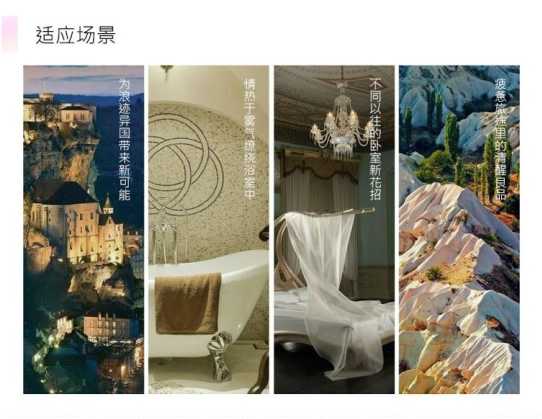 适应场景
为浪迹异国带来新可能
情热于雾气缭绕浴室中
不同以往的卧室新花招
疲惫旅途里的清醒良品